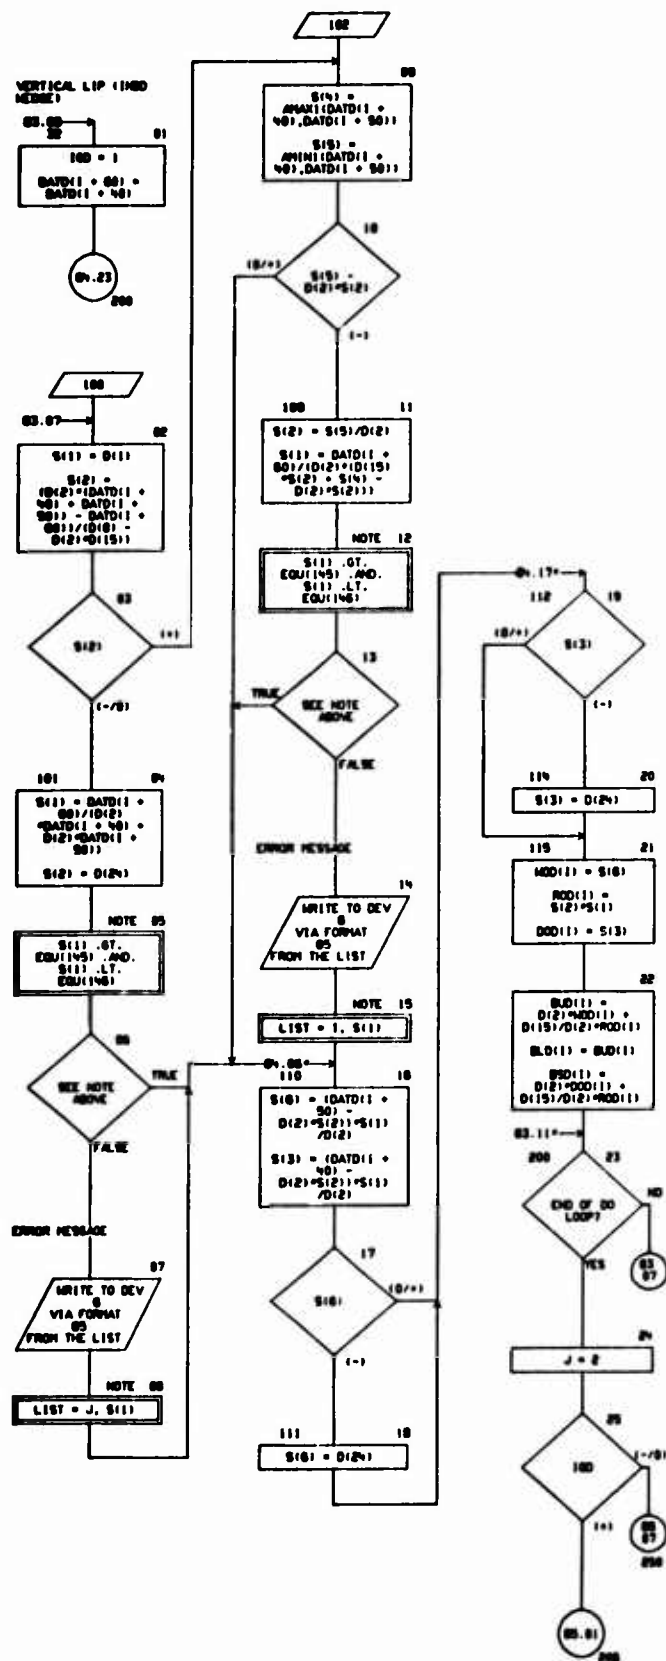 VERTICAL LIP (INGD
WEDGE)
03.00
32
01
IGD = 1
DATD(I + 60) =
DATD(I + 40)
04.23
200
100
03.07
02
S(1) = D(1)
S(2) =
(D(2)*(DATD(I +
40) + DATD(I +
50)) - DATD(I +
60))/(D(8) -
D(2)*D(15))
03
S(2)
(+)
(-/0)
101
04
S(1) = DATD(I +
60)/(D(2)
*DATD(I + 40) +
D(2)*DATD(I +
50))
S(2) = D(24)
NOTE 05
S(1) .GT.
EQU(145) .AND.
S(1) .LT.
EQU(146)
06
SEE NOTE
ABOVE
TRUE
FALSE
ERROR MESSAGE
07
WRITE TO DEV
6
VIA FORMAT
05
FROM THE LIST
NOTE 08
LIST = J, S(1)
102
S(4) =
AMAX1(DATD(I +
40),DATD(I + 50))
S(5) =
AMIN1(DATD(I +
40),DATD(I + 50))
10
(0/+)
S(5) -
D(2)*S(2)
(-)
11
S(2) = S(5)/D(2)
S(1) = DATD(I +
60)/(D(2)*(D(15)
*S(2) + S(4) -
D(2)*S(2)))
NOTE 12
S(1) .GT.
EQU(145) .AND.
S(1) .LT.
EQU(146)
13
TRUE
SEE NOTE
ABOVE
FALSE
ERROR MESSAGE
14
WRITE TO DEV
6
VIA FORMAT
05
FROM THE LIST
NOTE 15
LIST = I, S(1)
04.06*
110
16
S(6) = (DATD(I +
50) -
D(2)*S(2))*S(1)
/D(2)
S(3) = (DATD(I +
40) -
D(2)*S(2))*S(1)
/D(2)
17
S(6)
(0/+)
(-)
111
18
S(6) = D(24)
04.17*
112
19
(0/+)
S(3)
(-)
114
20
S(3) = D(24)
115
21
WOD(I) = S(6)
ROD(I) =
S(2)*S(1)
DOD(I) = S(3)
22
BUD(I) =
D(2)*WOD(I) +
D(15)/D(2)*ROD(I)
BLD(I) = BUD(I)
BSD(I) =
D(2)*DOD(I) +
D(15)/D(2)*ROD(I)
03.11*
200
23
END OF DO
LOOP?
NO
YES
03
07
24
J = 2
25
IGD
(-/0)
(+)
07
250
05.01